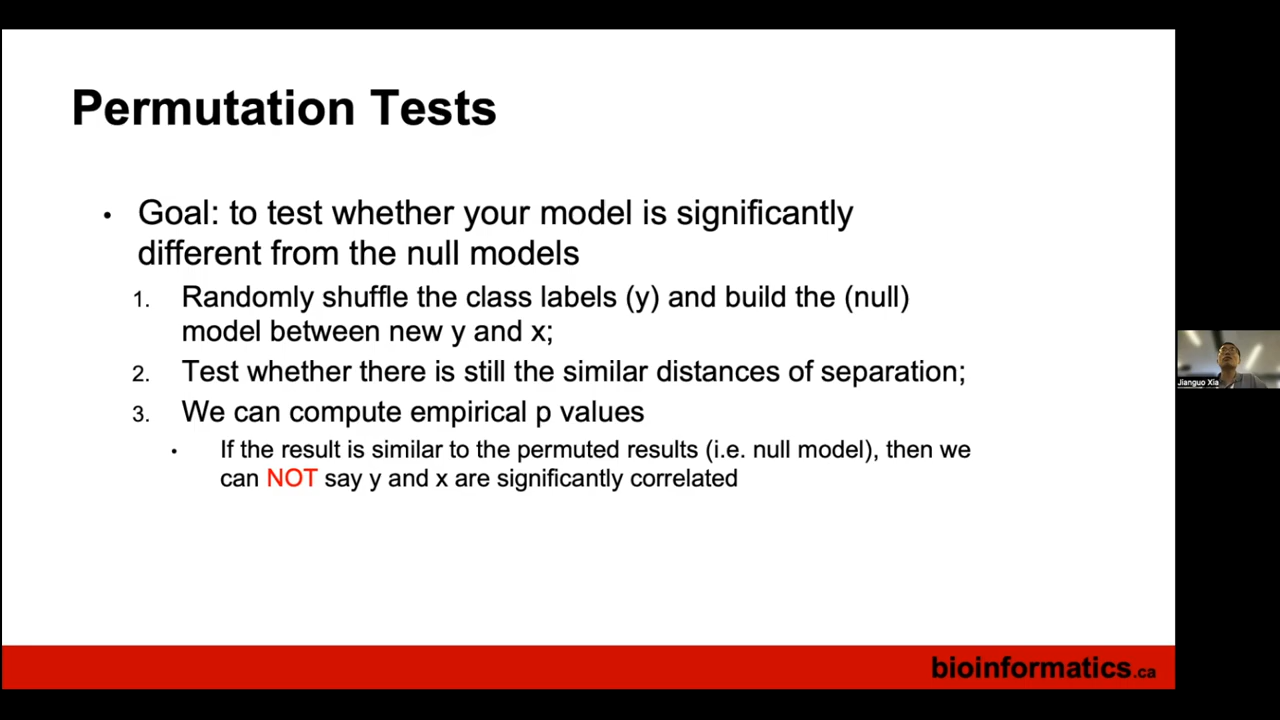 Permutation Tests
• Goal: to test whether your model is significantly
different from the null models
1. Randomly shuffle the class labels (y) and build the (null)
model between new y and x;
2. Test whether there is still the similar distances of separation;
3. We can compute empirical p values
• If the result is similar to the permuted results (i.e. null model), then we
can NOT say y and x are significantly correlated
Jianguo Xia
bioinformatics.ca